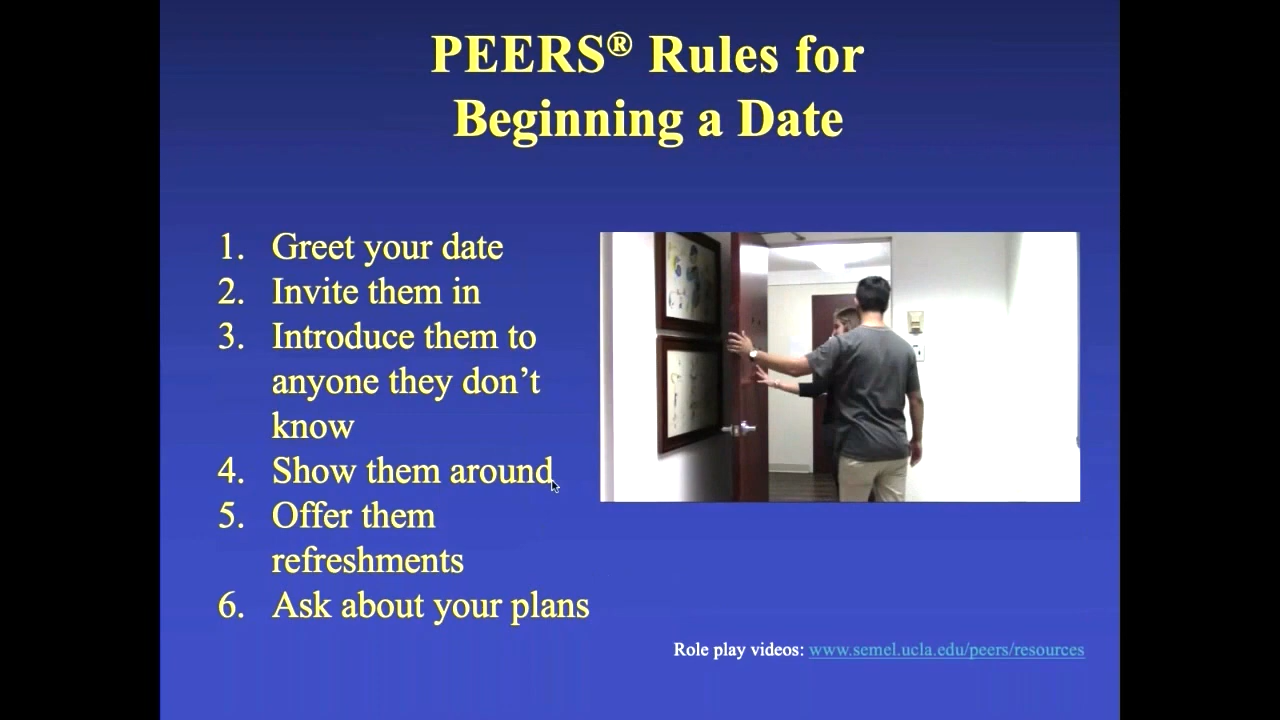 PEERS® Rules for
Beginning a Date
1. Greet your date
2. Invite them in
3. Introduce them to
anyone they don’t
know
4. Show them around
5. Offer them
refreshments
6. Ask about your plans
Role play videos: www.semel.ucla.edu/peers/resources